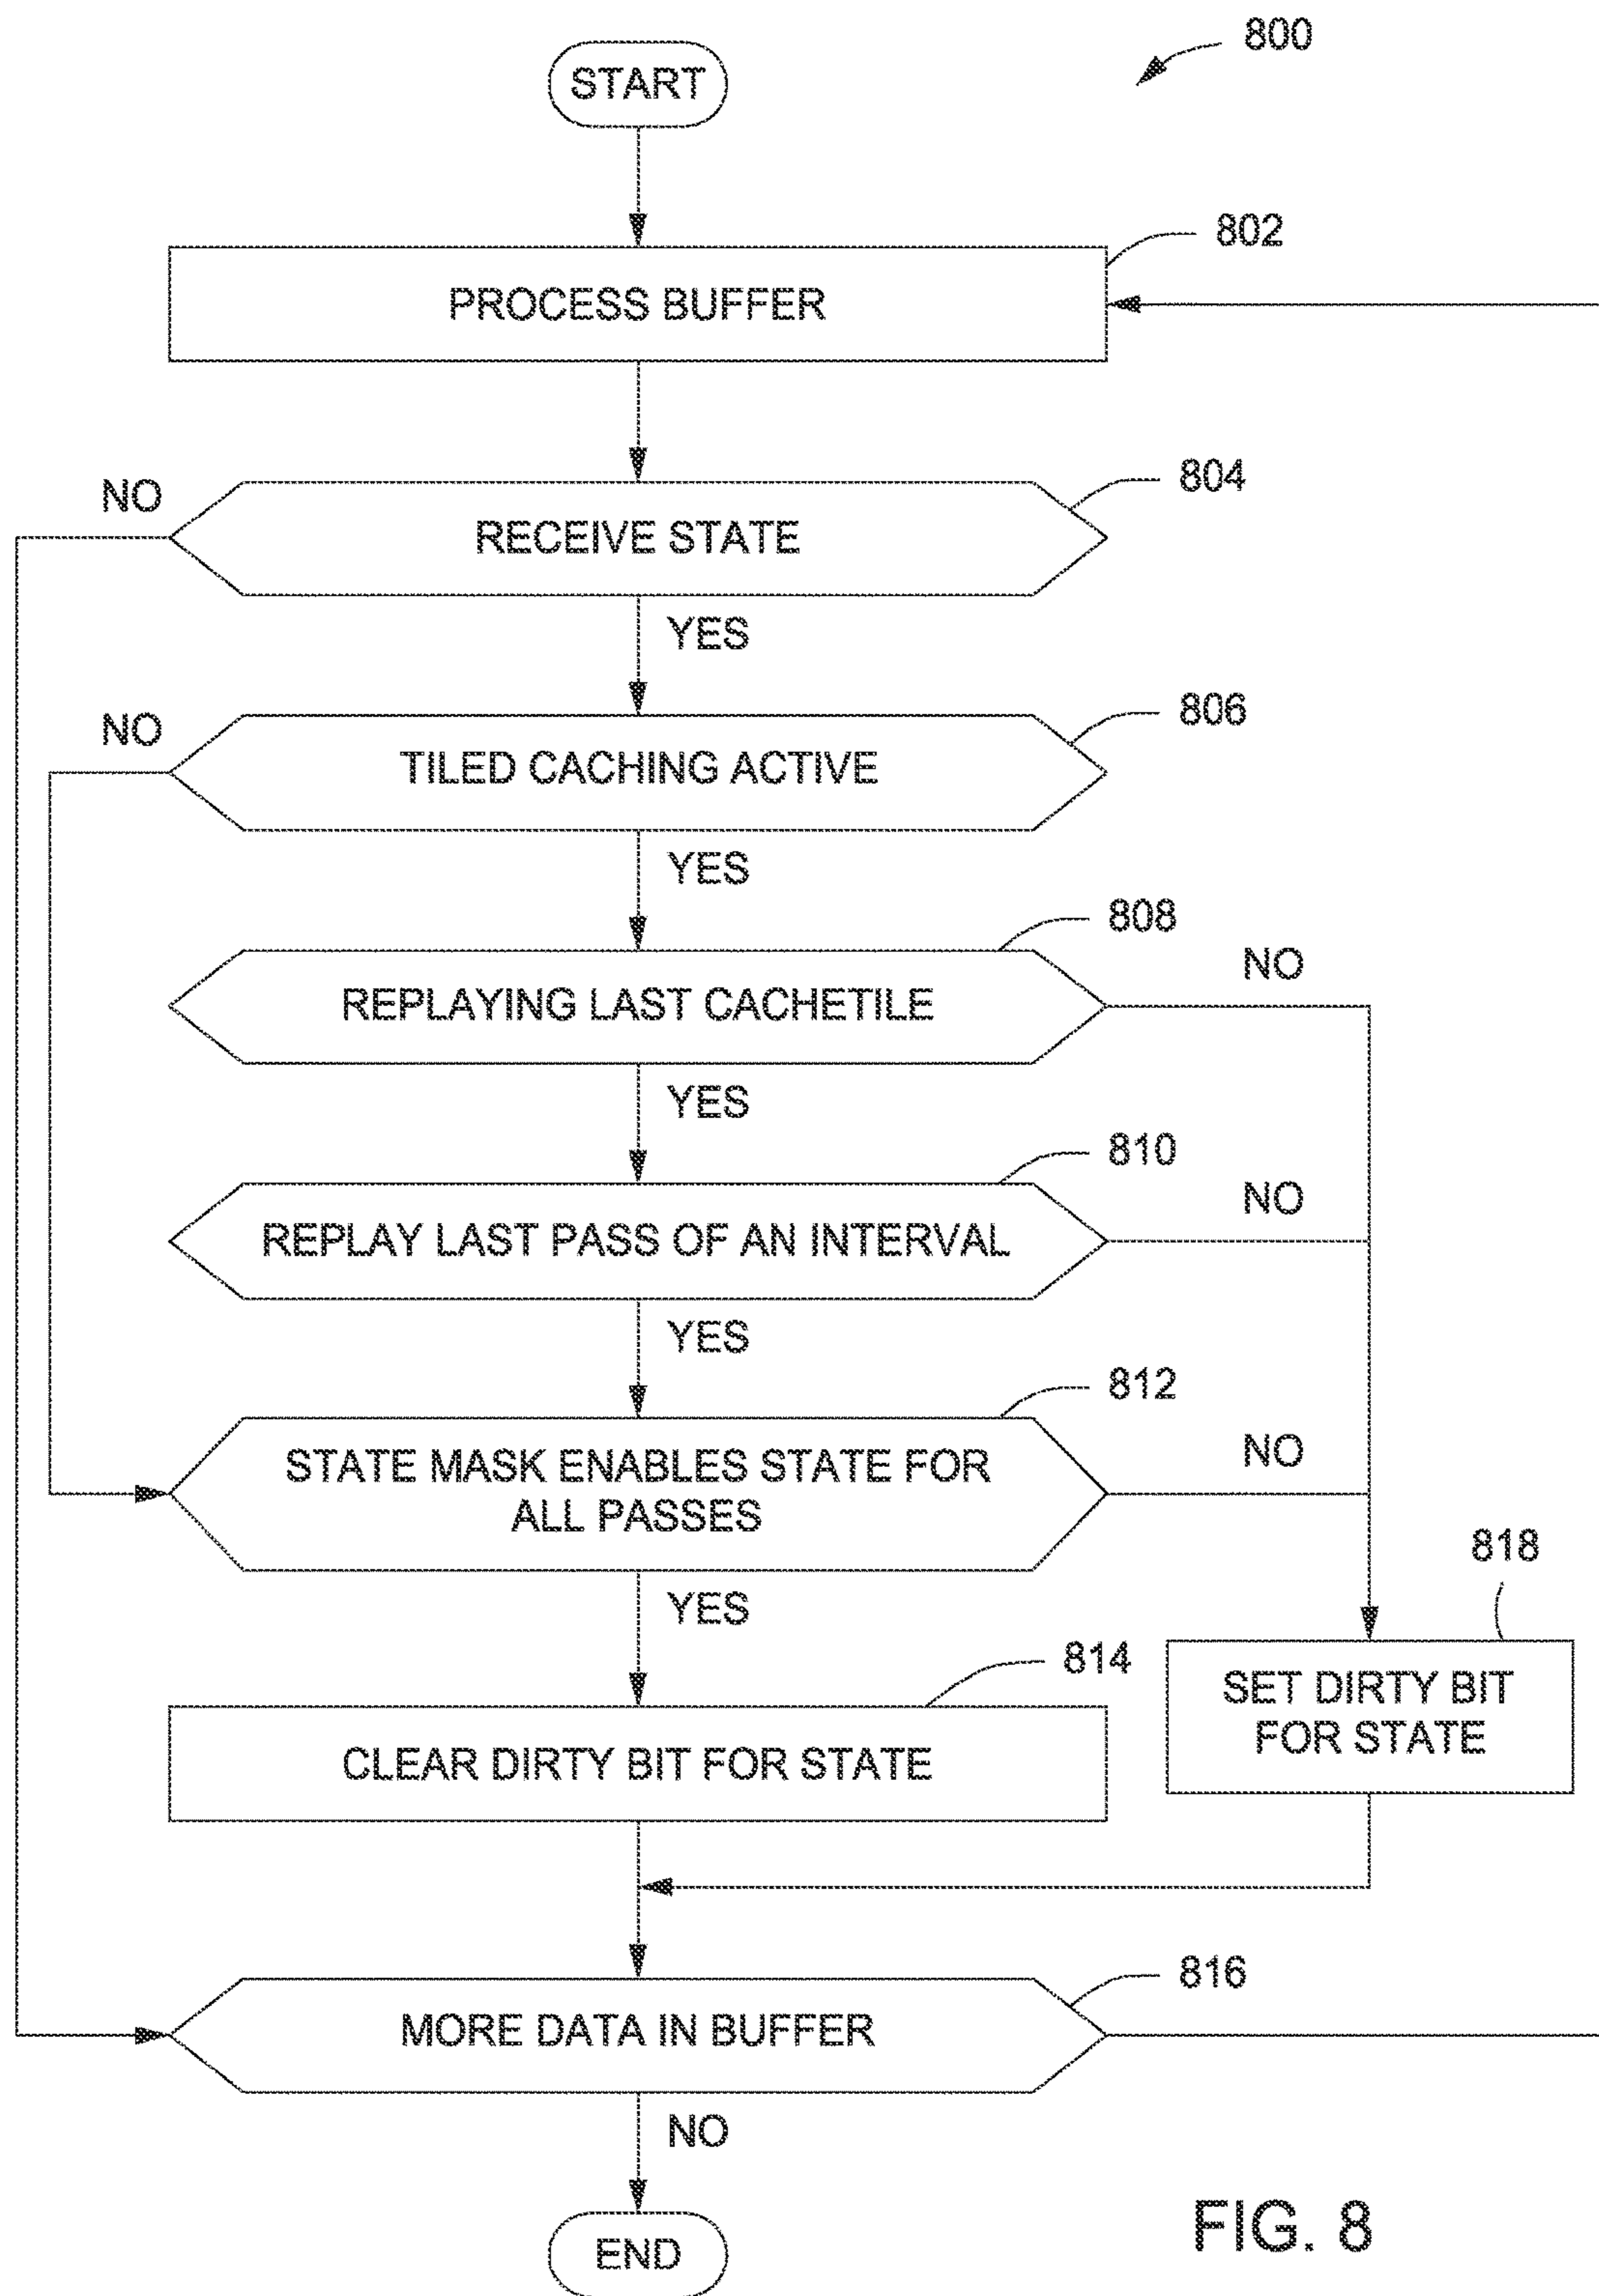 800
START
802
PROCESS BUFFER
804
NO
RECEIVE STATE
YES
806
NO
TILED CACHING ACTIVE
YES
808
NO
REPLAYING LAST CACHETILE
YES
810
NO
REPLAY LAST PASS OF AN INTERVAL
YES
812
NO
STATE MASK ENABLES STATE FOR
ALL PASSES
YES
818
814
SET DIRTY BIT
FOR STATE
CLEAR DIRTY BIT FOR STATE
816
MORE DATA IN BUFFER
NO
END
FIG. 8